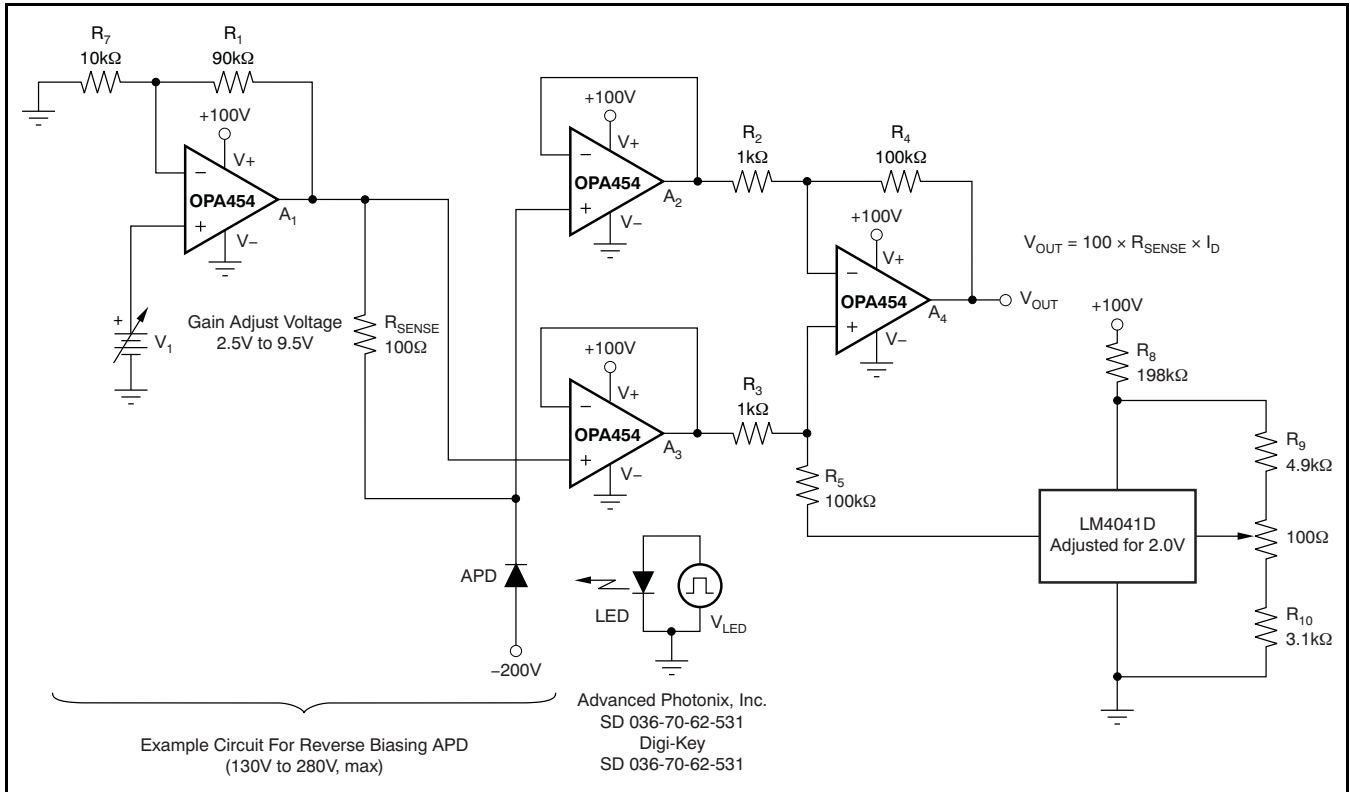 R7
10kΩ
R1
90kΩ
+100V
V+
−
OPA454
+
V−
A1
+
V1
Gain Adjust Voltage
2.5V to 9.5V
RSENSE
100Ω
+100V
V+
−
OPA454
+
V−
A2
R2
1kΩ
R4
100kΩ
+100V
V+
−
OPA454
+
V−
A4
VOUT
VOUT = 100 × RSENSE × ID
+100V
V+
−
OPA454
+
V−
A3
R3
1kΩ
R5
100kΩ
+100V
R8
198kΩ
R9
4.9kΩ
LM4041D
Adjusted for 2.0V
100Ω
R10
3.1kΩ
APD
−200V
LED
VLED
Advanced Photonix, Inc.
SD 036-70-62-531
Digi-Key
SD 036-70-62-531
Example Circuit For Reverse Biasing APD
(130V to 280V, max)